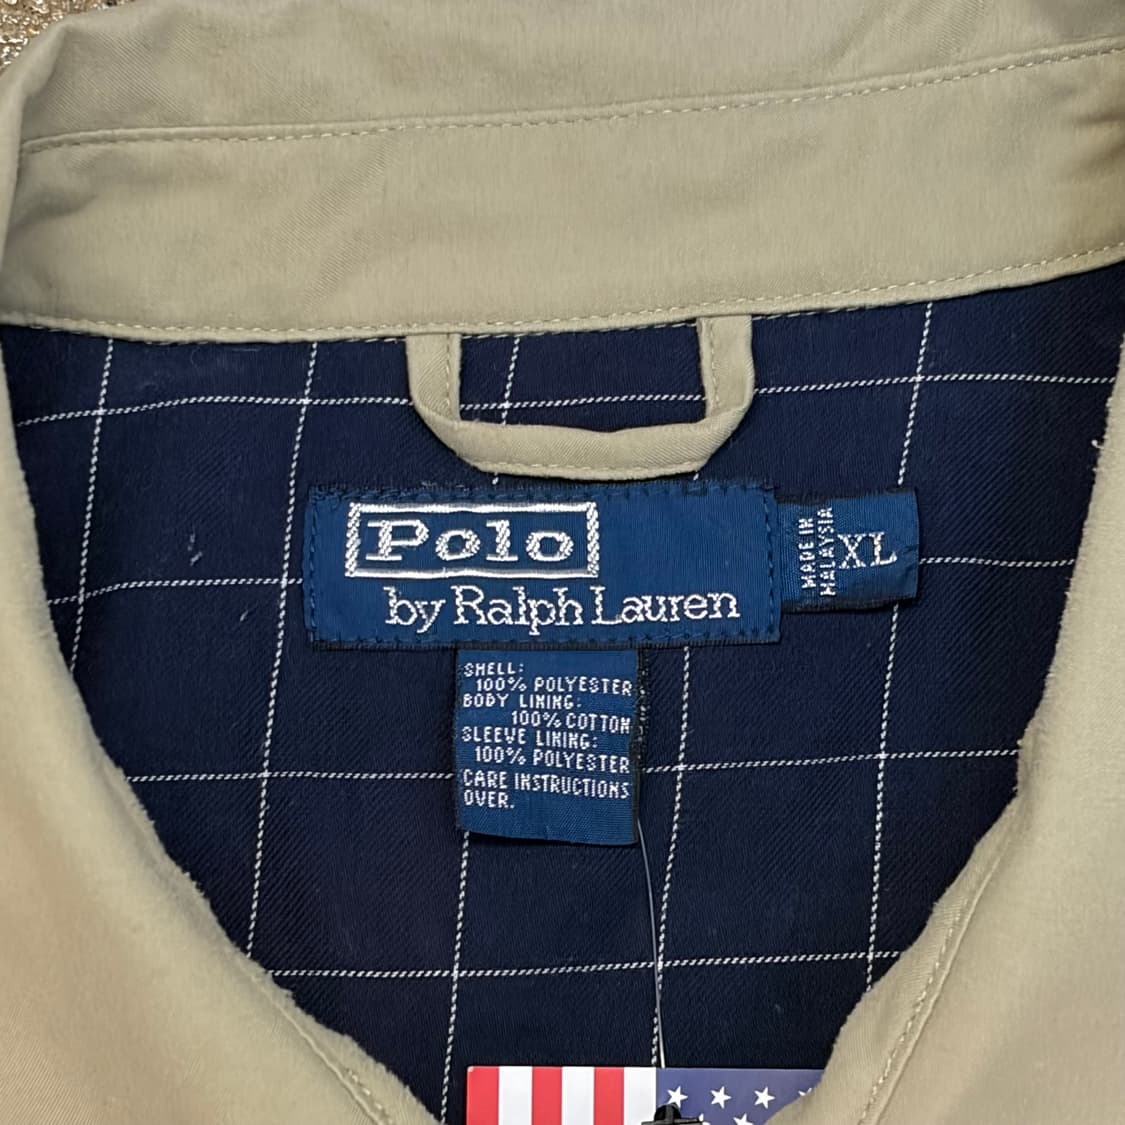 Polo
by Ralph Lauren
MADE IN
MALAYSIA
XL
SHELL:
100% POLYESTER
BODY LINING:
100% COTTON
SLEEVE LINING:
100% POLYESTER
CARE INSTRUCTIONS
OVER.